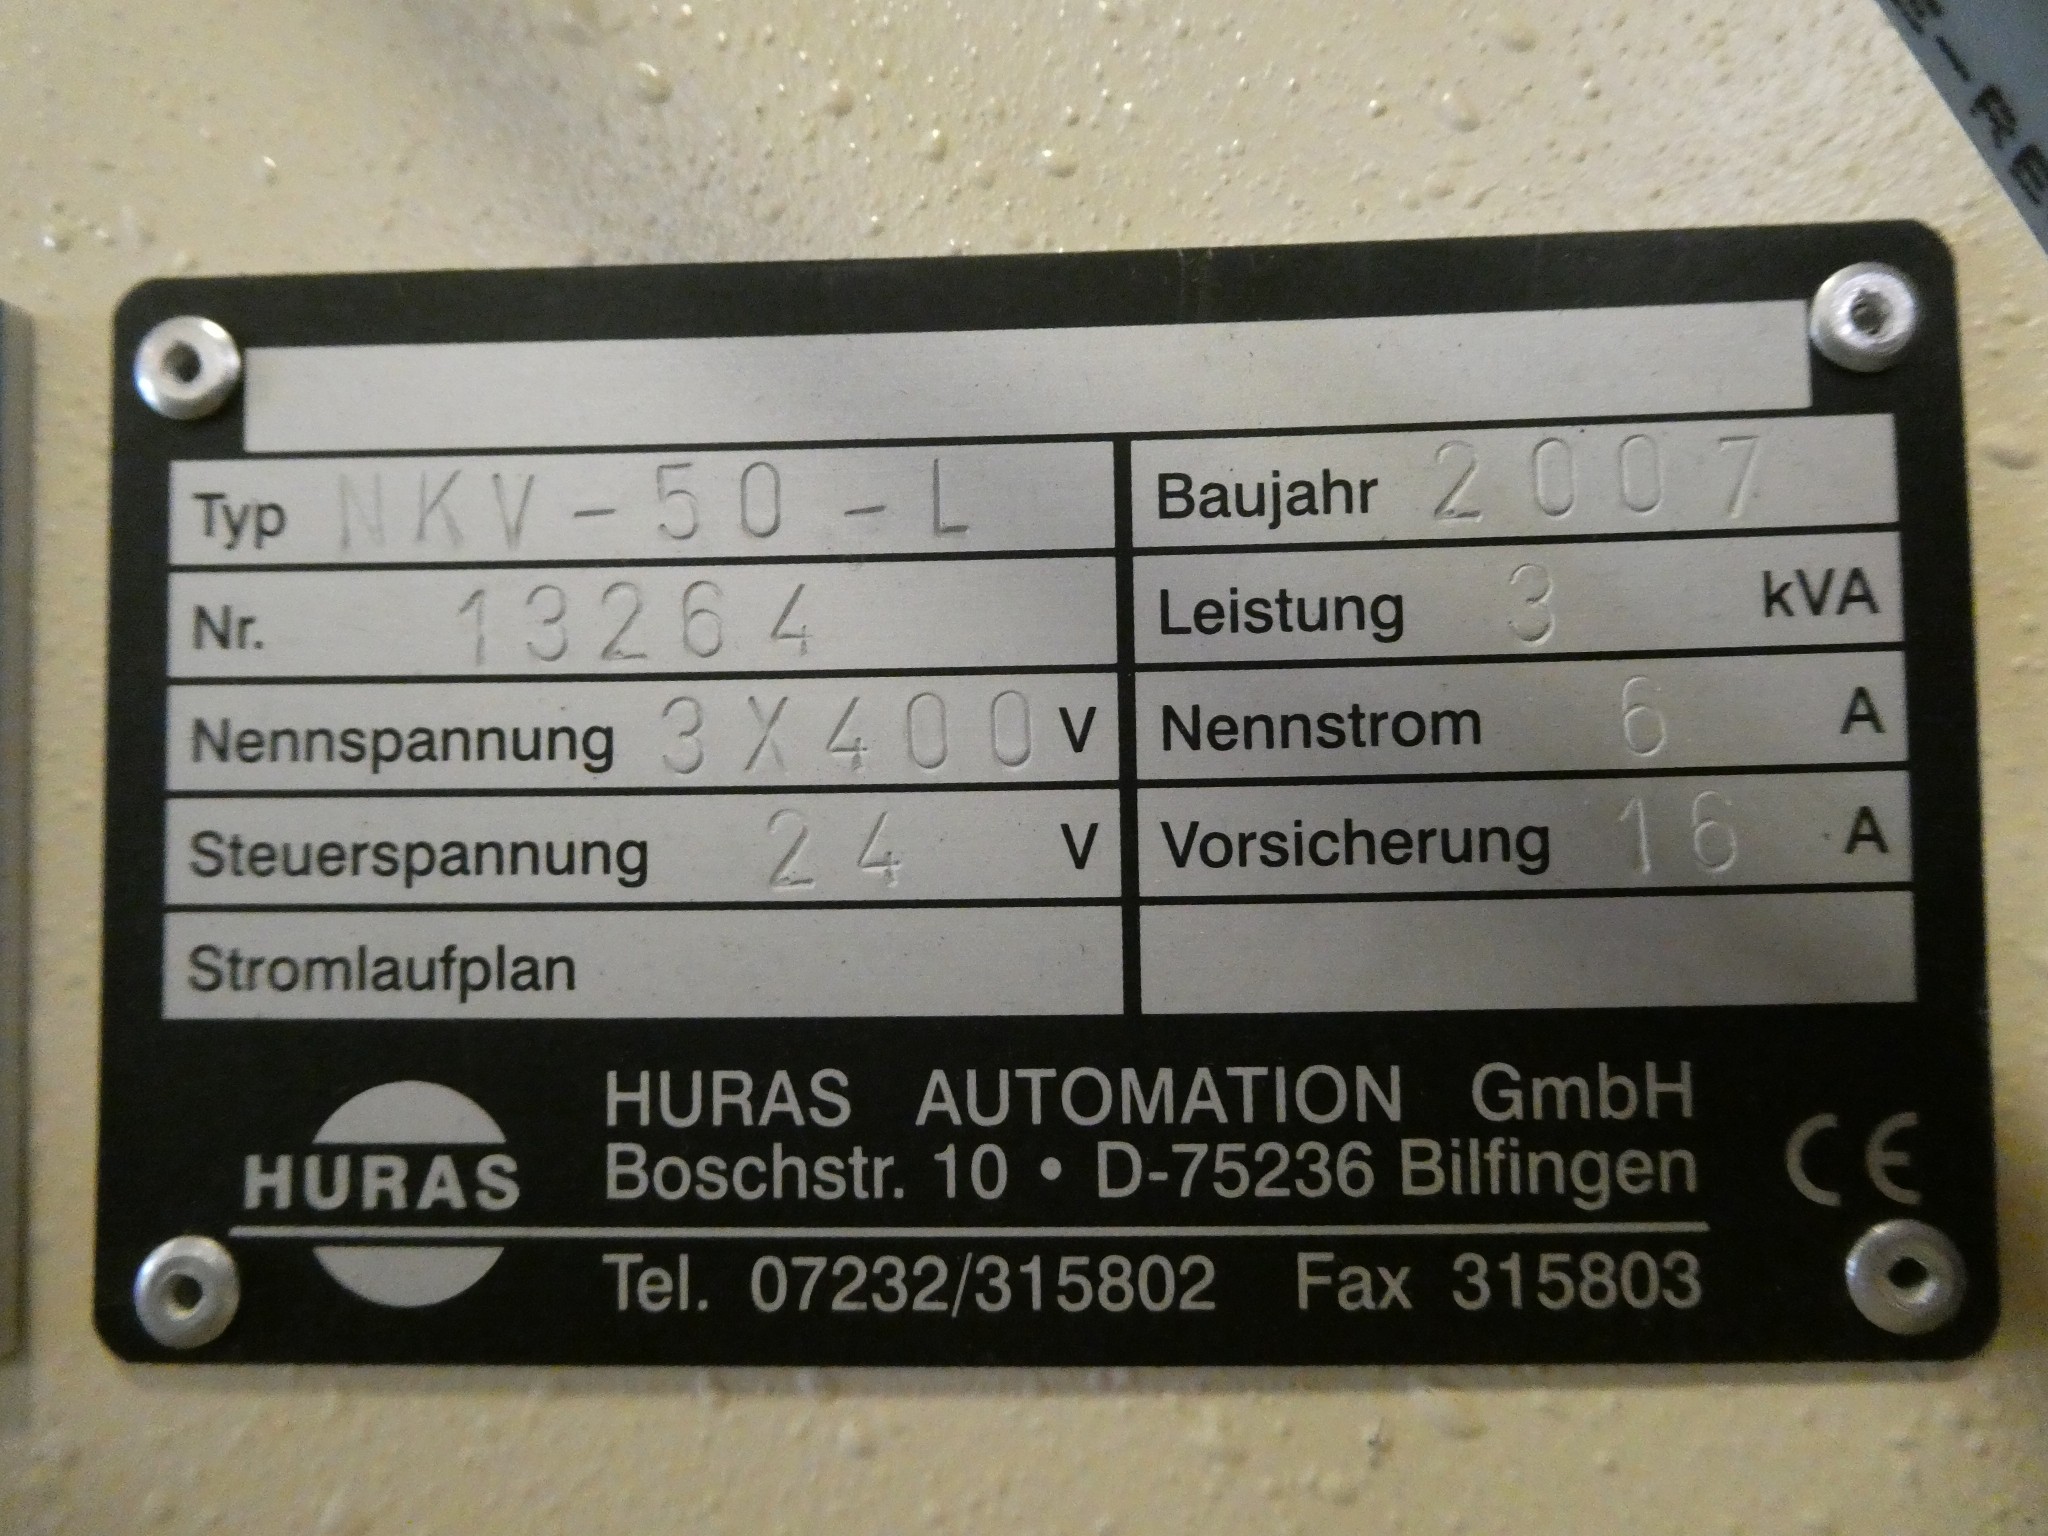 E-RE
Typ NKV-50-L Baujahr 2007
Nr. 13264 Leistung 3 kVA
Nennspannung 3X400 V Nennstrom 6 A
Steuerspannung 24 V Vorsicherung 16 A
Stromlaufplan
HURAS AUTOMATION GmbH
Boschstr. 10 • D-75236 Bilfingen CE
HURAS
Tel. 07232/315802 Fax 315803